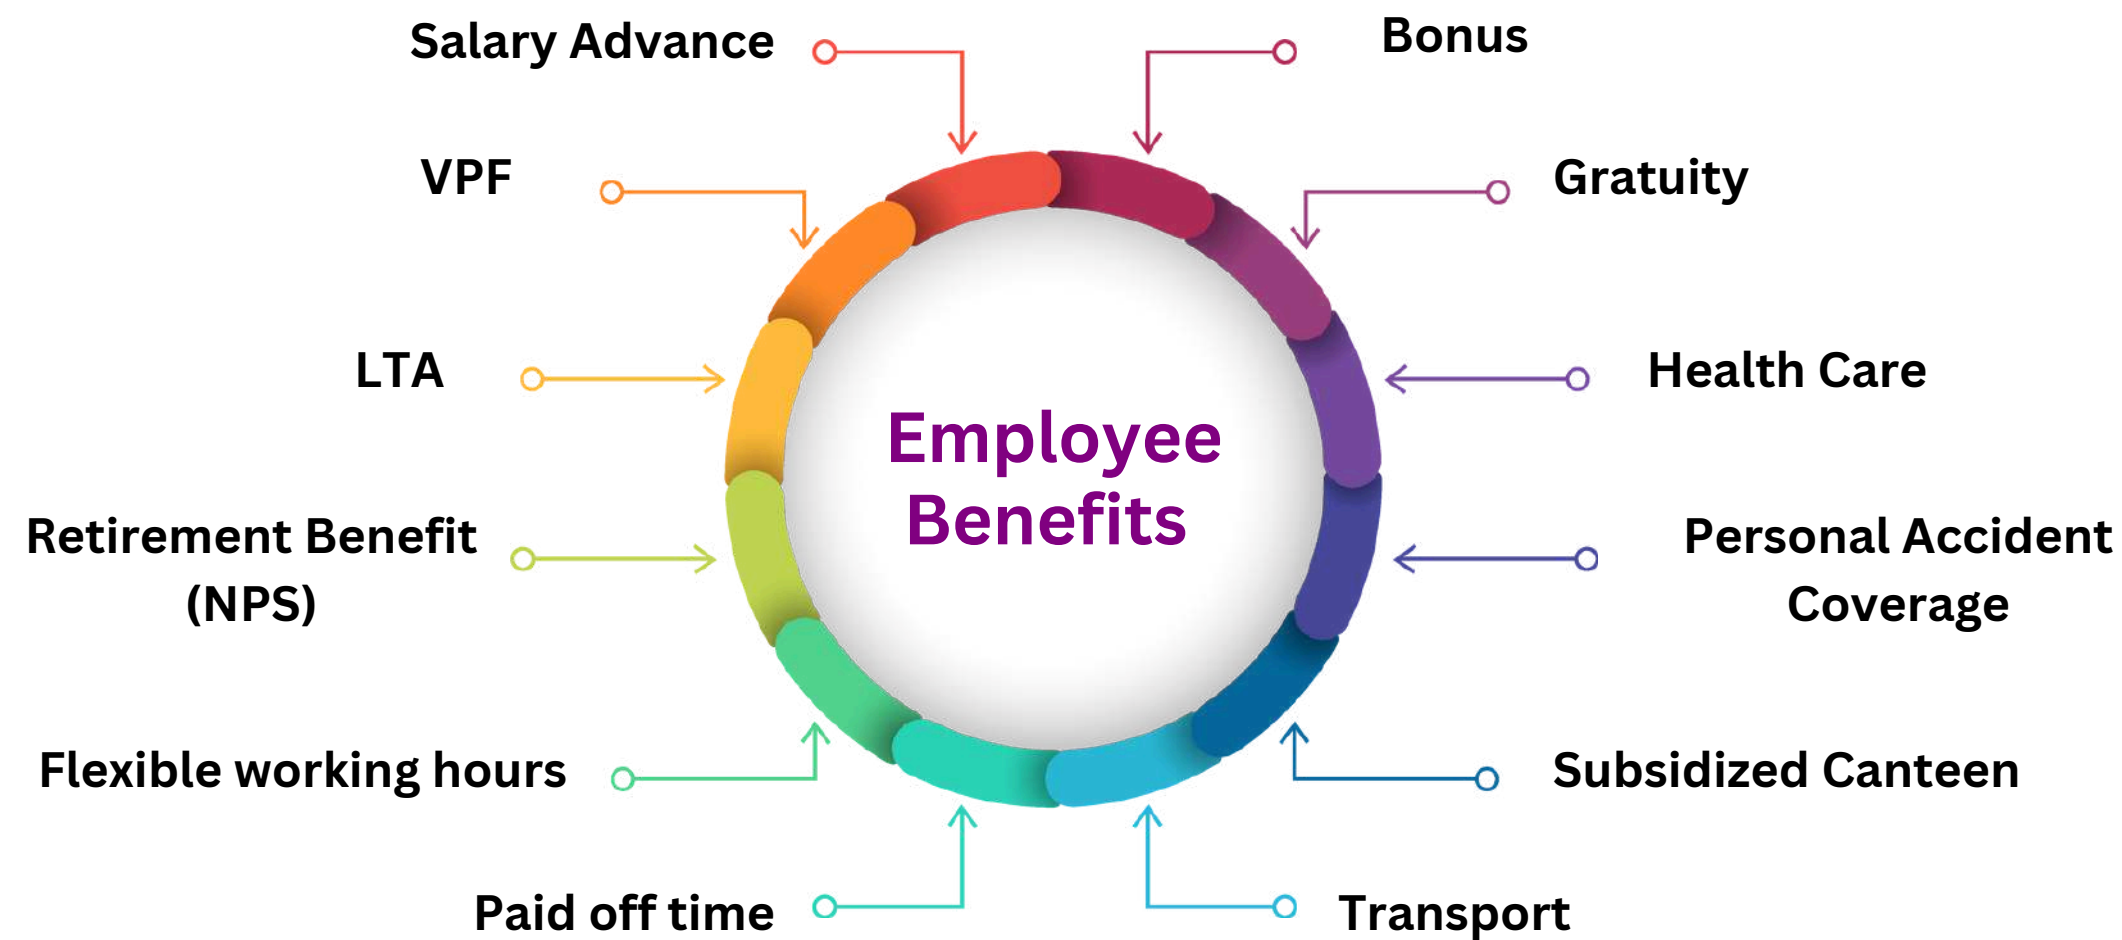 Salary Advance
Bonus
VPF
Gratuity
LTA
Health Care
Employee
Benefits
Retirement Benefit
(NPS)
Personal Accident
Coverage
Flexible working hours
Subsidized Canteen
Paid off time
Transport